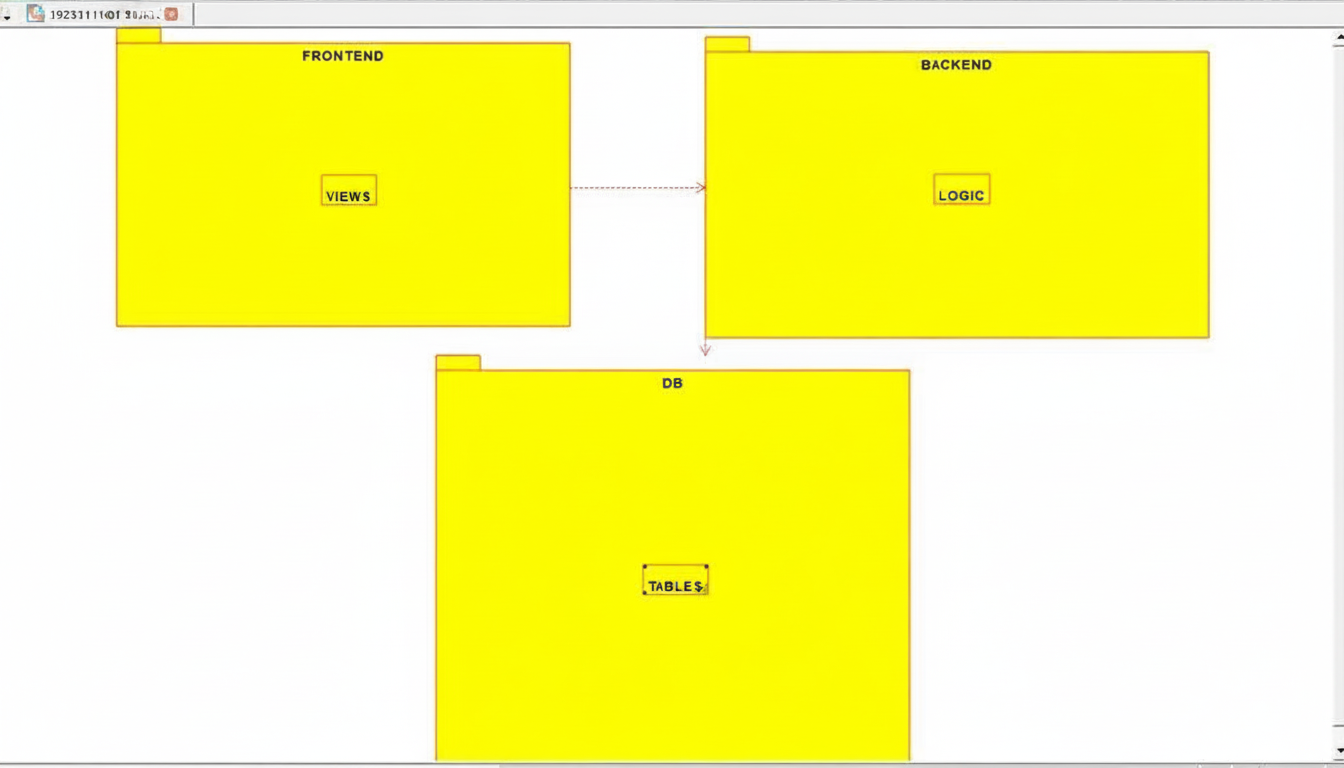 FRONTEND
BACKEND
VIEWS
LOGIC
DB
TABLES